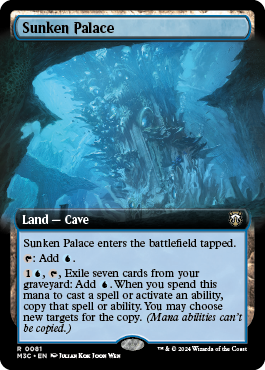 Sunken Palace
Land — Cave
Sunken Palace enters the battlefield tapped.
: Add .
1 , , Exile seven cards from your
graveyard: Add . When you spend this
mana to cast a spell or activate an ability,
copy that spell or ability. You may choose
new targets for the copy. (Mana abilities can't
be copied.)
R 0081
M3C • EN Julian Kok Joon Wen
™ & © 2024 Wizards of the Coast